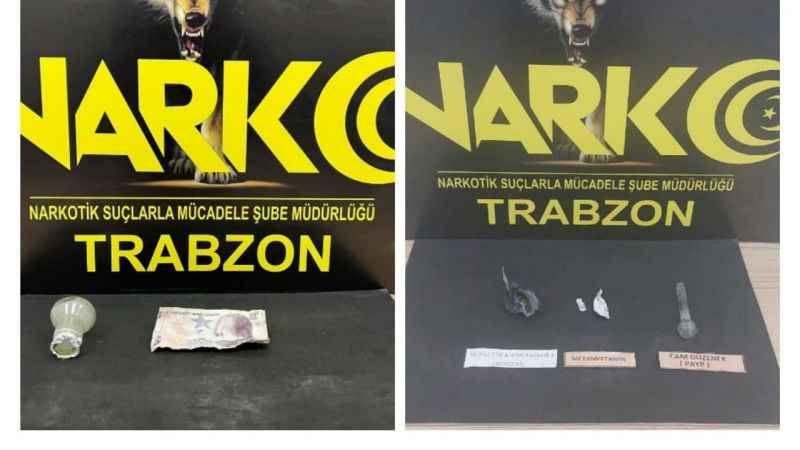 NARKO
NARKOTİK SUÇLARLA MÜCADELE ŞUBE MÜDÜRLÜĞÜ
TRABZON
NARKO
NARKOTİK SUÇLARLA MÜCADELE ŞUBE MÜDÜRLÜĞÜ
TRABZON
METAMFETAMİN
CAM DÜZENEK
( PAYP )